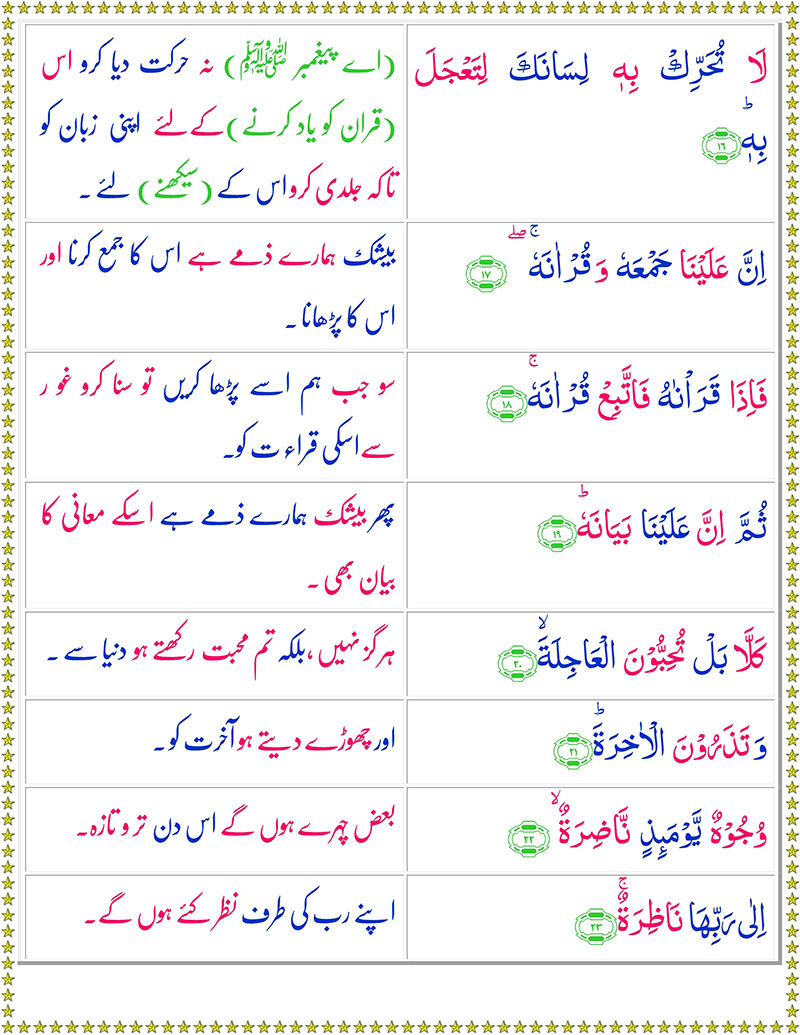 لَا تُحَرِّكْ بِهٖ لِسَانَكَ لِتَعْجَلَ
بِهٖؕ ۱۶
(اے پیغمبر ﷺ) نہ حرکت دیا کرو اس
(قران کو یاد کرنے) کےلئے اپنی زبان کو
تاکہ جلدی کرو اس کے (سیکھنے) لئے ۔
اِنَّ عَلَیْنَا جَمْعَهٗ وَ قُرْاٰنَهٗۚ ۖ ۱۷
بیشک ہمارے ذمے ہے اس کا جمع کرنا اور
اس کا پڑھانا ۔
فَاِذَا قَرَاْنٰهُ فَاتَّبِعْ قُرْاٰنَهٗۚ ۱۸
سو جب ہم اسے پڑھا کریں تو سنا کرو غور
سے اسکی قراءت کو۔
ثُمَّ اِنَّ عَلَیْنَا بَیَانَهٗؕ ۱۹
پھر بیشک ہمارے ذمے ہے اسکے معانی کا
بیان بھی ۔
كَلَّا بَلْ تُحِبُّوْنَ الْعَاجِلَةَۙ ۲۰
ہرگز نہیں ،بلکہ تم محبت رکھتے ہو دنیا سے ۔
وَ تَذَرُوْنَ الْاٰخِرَةَؕ ۲۱
اور چھوڑے دیتے ہو آخرت کو ۔
وُجُوْهٌ یَّوْمَىِٕذٍ نَّاضِرَةٌۙ ۲۲
بعض چہرے ہوں گے اس دن تر و تازہ۔
اِلٰى رَبِّهَا نَاظِرَةٌۚ ۲۳
اپنے رب کی طرف نظر کئے ہوں گے۔